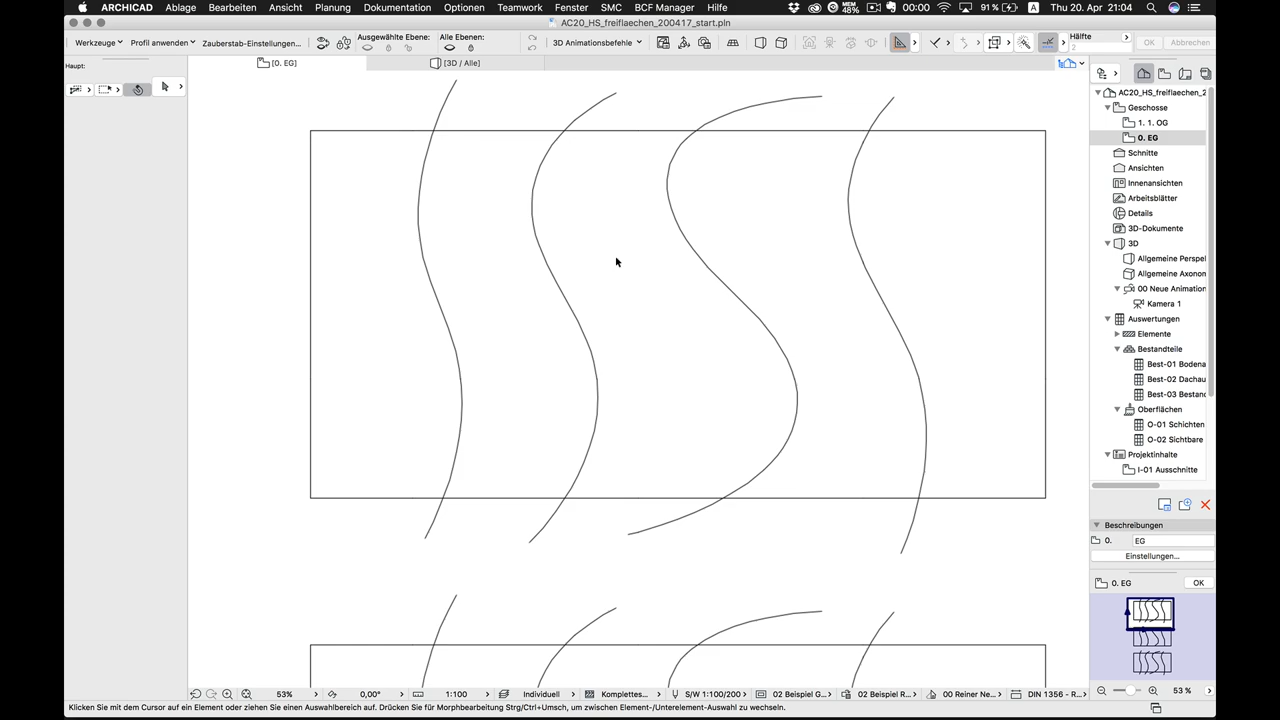 ARCHICAD Ablage Bearbeiten Ansicht Planung Dokumentation Optionen Teamwork Fenster SMC BCF Manager Hilfe MEM 48% 00:00 91 % Thu 20. Apr. 21:04
AC20_HS_freiflaechen_200417_start.pln
Werkzeuge Profil anwenden Zauberstab-Einstellungen... Ausgewählte Ebene: Alle Ebenen: 3D Animationsbefehle Hälfte 2 OK Abbrechen
Haupt:
[0. EG] [3D / Alle]
AC20_HS_freiflaechen_2
Geschosse
1. 1. OG
0. EG
Schnitte
Ansichten
Innenansichten
Arbeitsblätter
Details
3D-Dokumente
3D
Allgemeine Perspel
Allgemeine Axonon
00 Neue Animation
Kamera 1
Auswertungen
Elemente
Bestandteile
Best-01 Bodena
Best-02 Dachau
Best-03 Bestand
Oberflächen
O-01 Schichten
O-02 Sichtbare
Projektinhalte
I-01 Ausschnitte
Beschreibungen
0. EG
Einstellungen...
0. EG OK
53% 0,00° 1:100 Individuell Komplettes... S/W 1:100/200 02 Beispiel G... 02 Beispiel R... 00 Reiner Ne... DIN 1356 - R... 53 %
Klicken Sie mit dem Cursor auf ein Element oder ziehen Sie einen Auswahlbereich auf. Drücken Sie für Morphbearbeitung Strg/Ctrl+Umsch, um zwischen Element-/Unterelement-Auswahl zu wechseln.